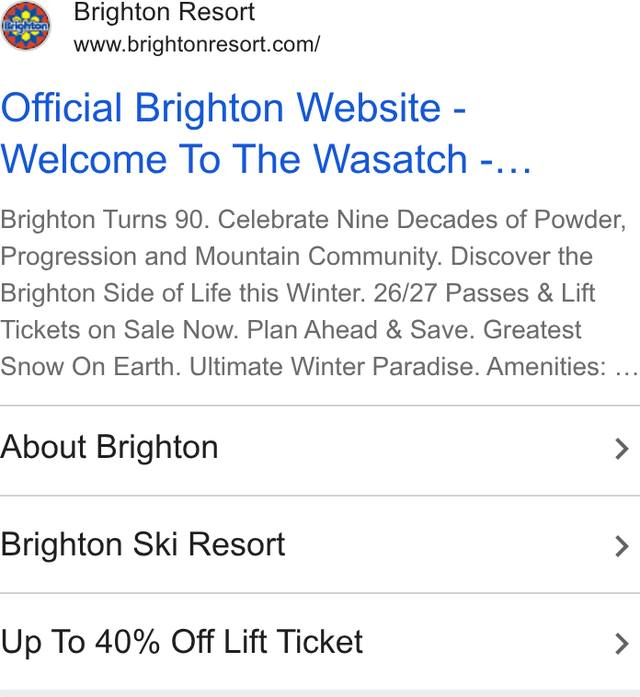 Brighton
Brighton Resort
www.brightonresort.com/
Official Brighton Website -
Welcome To The Wasatch -…
Brighton Turns 90. Celebrate Nine Decades of Powder,
Progression and Mountain Community. Discover the
Brighton Side of Life this Winter. 26/27 Passes & Lift
Tickets on Sale Now. Plan Ahead & Save. Greatest
Snow On Earth. Ultimate Winter Paradise. Amenities: …
About Brighton
Brighton Ski Resort
Up To 40% Off Lift Ticket